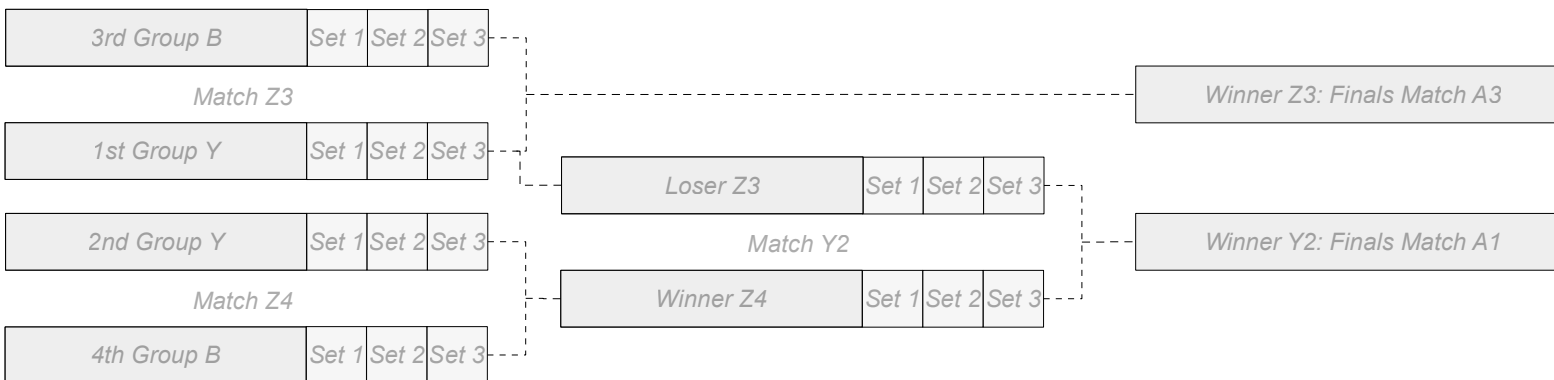 3rd Group B Set 1 Set 2 Set 3
Match Z3
1st Group Y Set 1 Set 2 Set 3
2nd Group Y Set 1 Set 2 Set 3
Match Z4
4th Group B Set 1 Set 2 Set 3
Loser Z3 Set 1 Set 2 Set 3
Match Y2
Winner Z4 Set 1 Set 2 Set 3
Winner Z3: Finals Match A3
Winner Y2: Finals Match A1